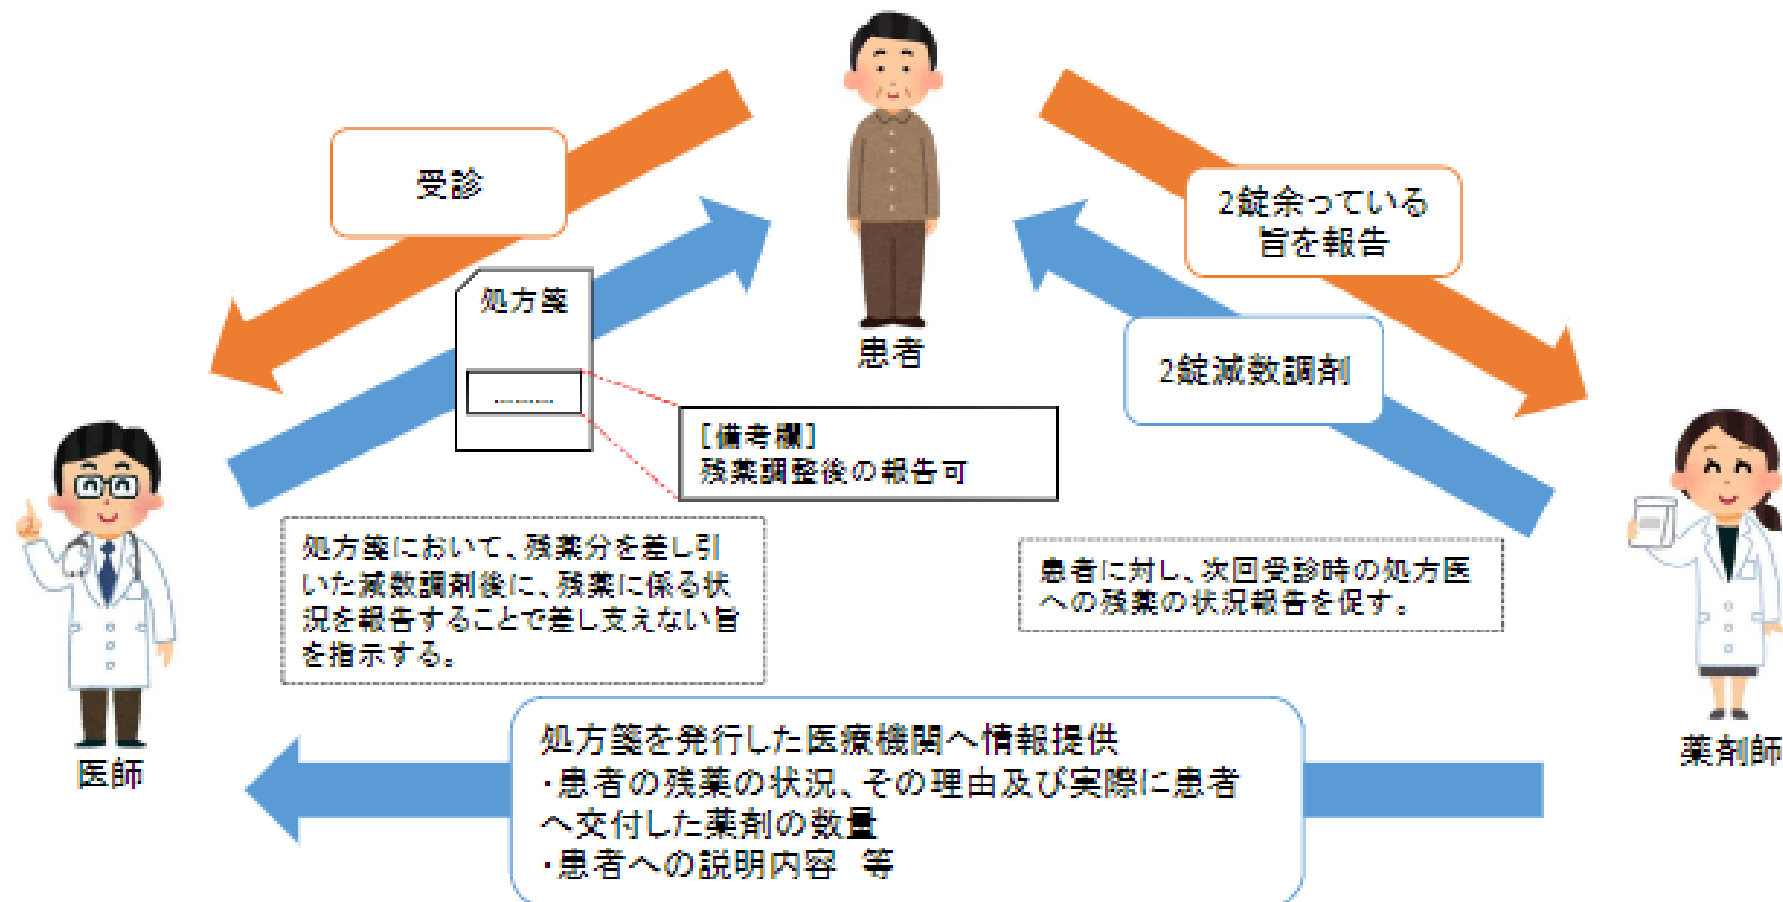 患者
受診
2錠余っている
旨を報告
処方箋
………
2錠減数調剤
[備考欄]
残薬調整後の報告可
処方箋において、残薬分を差し引
いた減数調剤後に、残薬に係る状
況を報告することで差し支えない旨
を指示する。
患者に対し、次回受診時の処方医
への残薬の状況報告を促す。
医師
薬剤師
処方箋を発行した医療機関へ情報提供
・患者の残薬の状況、その理由及び実際に患者
へ交付した薬剤の数量
・患者への説明内容　等